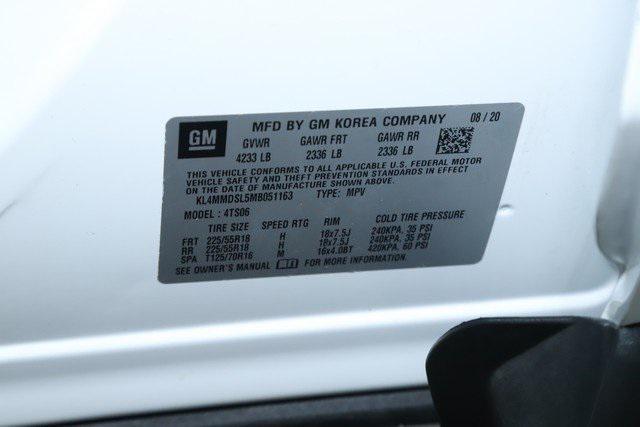 GM
MFD BY GM KOREA COMPANY 08/20
GVWR GAWR FRT GAWR RR
4233 LB 2336 LB 2336 LB
THIS VEHICLE CONFORMS TO ALL APPLICABLE U.S. FEDERAL MOTOR
VEHICLE SAFETY AND THEFT PREVENTION STANDARDS IN EFFECT ON
THE DATE OF MANUFACTURE SHOWN ABOVE.
KL4MMDSL5MB051163 TYPE: MPV
MODEL: 4TS06
TIRE SIZE SPEED RTG RIM COLD TIRE PRESSURE
FRT 225/55R18 H 18x7.5J 240KPA, 35 PSI
RR 225/55R18 H 18x7.5J 240KPA, 35 PSI
SPA T125/70R16 M 16x4.0BT 420KPA, 60 PSI
SEE OWNER'S MANUAL FOR MORE INFORMATION.